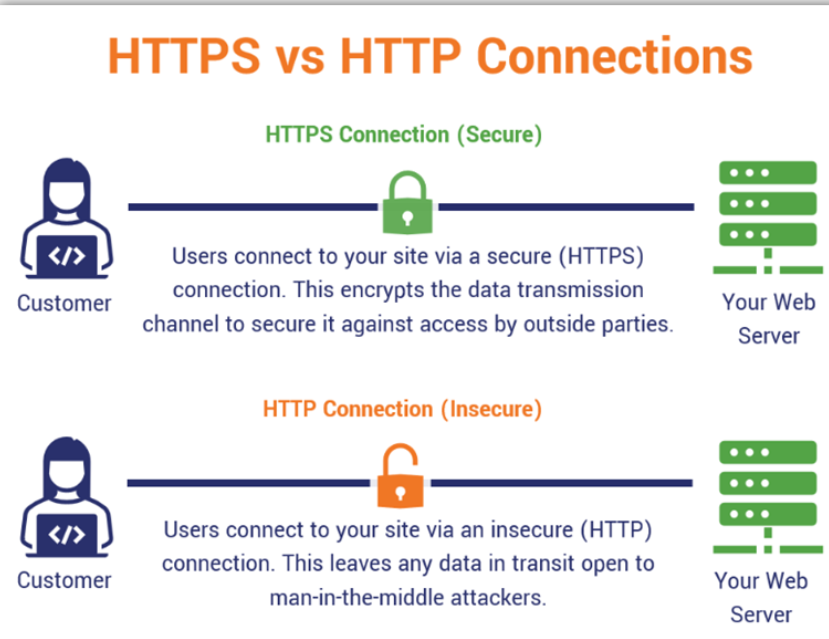 HTTPS vs HTTP Connections
HTTPS Connection (Secure)
</>
Customer
Users connect to your site via a secure (HTTPS)
connection. This encrypts the data transmission
channel to secure it against access by outside parties.
Your Web
Server
HTTP Connection (Insecure)
</>
Customer
Users connect to your site via an insecure (HTTP)
connection. This leaves any data in transit open to
man-in-the-middle attackers.
Your Web
Server